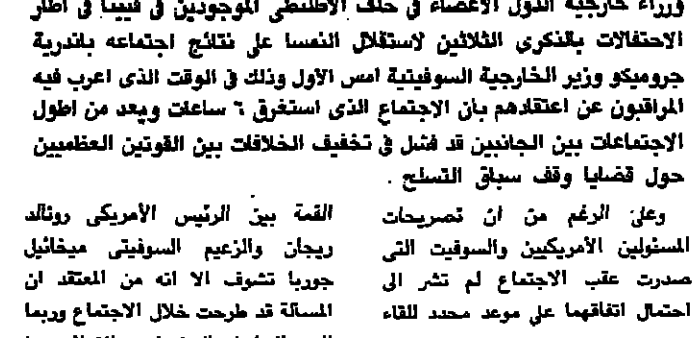 وزراء خارجية الدول الأعضاء في حلف الأطلنطى الموجودين في فيينا في اطار
الاحتفالات بالذكرى الثلاثين لاستقلال النمسا على نتائج اجتماعه باندرية
جروميكو وزير الخارجية السوفيتية امس الأول وذلك في الوقت الذى اعرب فيه
المراقبون عن اعتقادهم بأن الاجتماع الذى استغرق ٦ ساعات ويعد من اطول
الاجتماعات بين الجانبين قد فشل في تخفيف الخلافات بين القوتين العظميين
حول قضايا وقف سباق التسلح .
وعلى الرغم من ان تصريحات
المسئولين الأمريكيين والسوفيت التى
صدرت عقب الاجتماع لم تشر الى
احتمال اتفاقهما على موعد محدد للقاء
القمة بين الرئيس الأمريكى رونالد
ريجان والزعيم السوفيتى ميخائيل
جوربا تشوف الا انه من المعتقد ان
المسألة قد طرحت خلال الاجتماع وربما